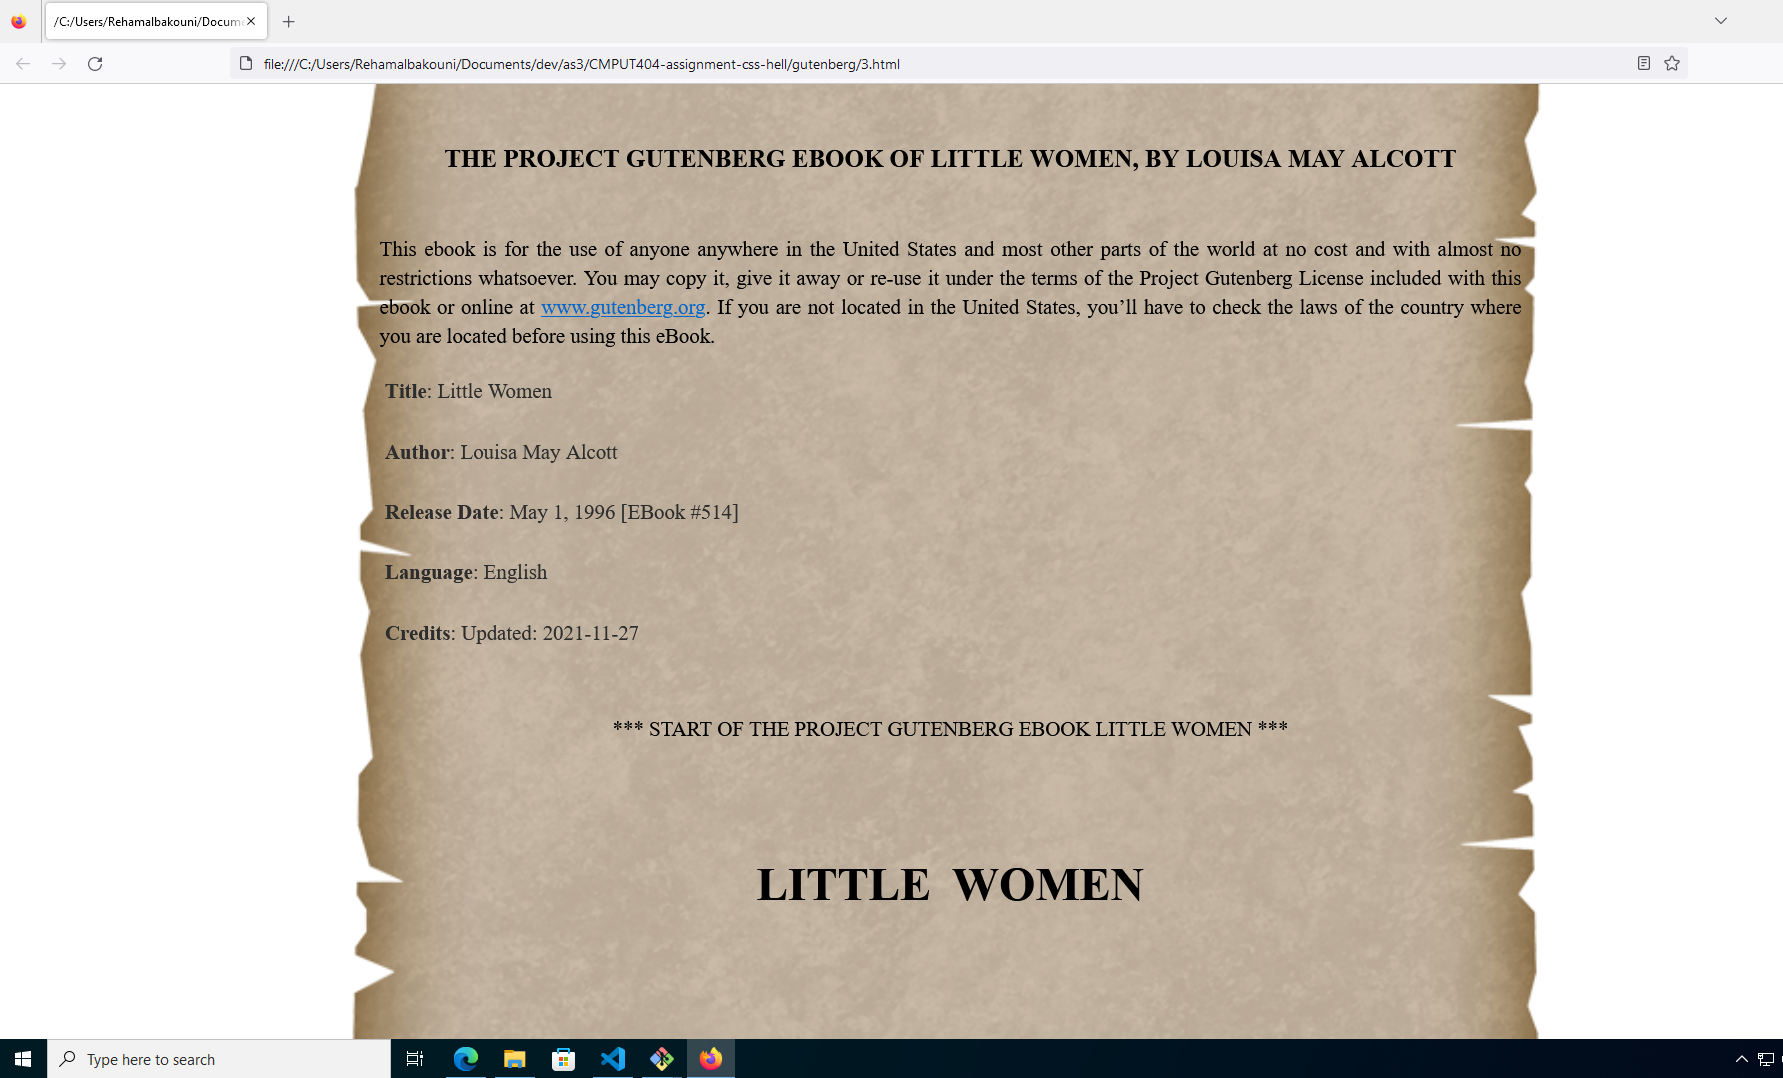 /C:/Users/Rehamalbakouni/Docum
file:///C:/Users/Rehamalbakouni/Documents/dev/as3/CMPUT404-assignment-css-hell/gutenberg/3.html
THE PROJECT GUTENBERG EBOOK OF LITTLE WOMEN, BY LOUISA MAY ALCOTT
This ebook is for the use of anyone anywhere in the United States and most other parts of the world at no cost and with almost no
restrictions whatsoever. You may copy it, give it away or re-use it under the terms of the Project Gutenberg License included with this
ebook or online at www.gutenberg.org. If you are not located in the United States, you’ll have to check the laws of the country where
you are located before using this eBook.
Title: Little Women
Author: Louisa May Alcott
Release Date: May 1, 1996 [EBook #514]
Language: English
Credits: Updated: 2021-11-27
*** START OF THE PROJECT GUTENBERG EBOOK LITTLE WOMEN ***
LITTLE WOMEN
Type here to search